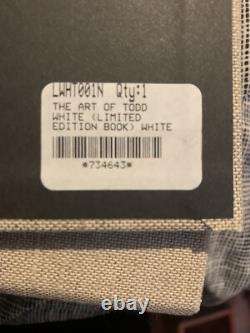 LWHT001N Qty:1
THE ART OF TODD
WHITE (LIMITED
EDITION BOOK) WHITE
*734643*